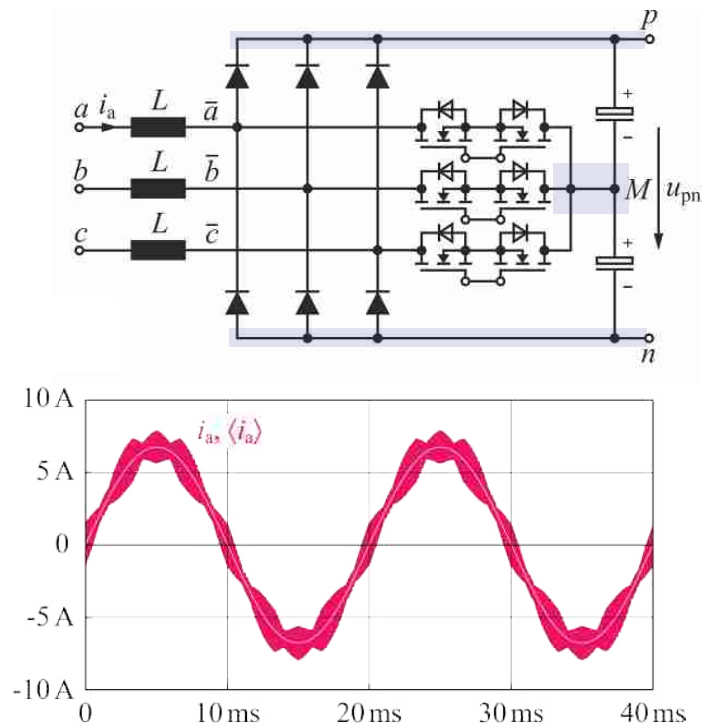 p
+
L
a i_a ā
-
L
b b̄ M u_pn
L
c c̄
+
-
n
10 A
i_a, ⟨i_a⟩
5 A
0
-5 A
-10 A
0 10 ms 20 ms 30 ms 40 ms